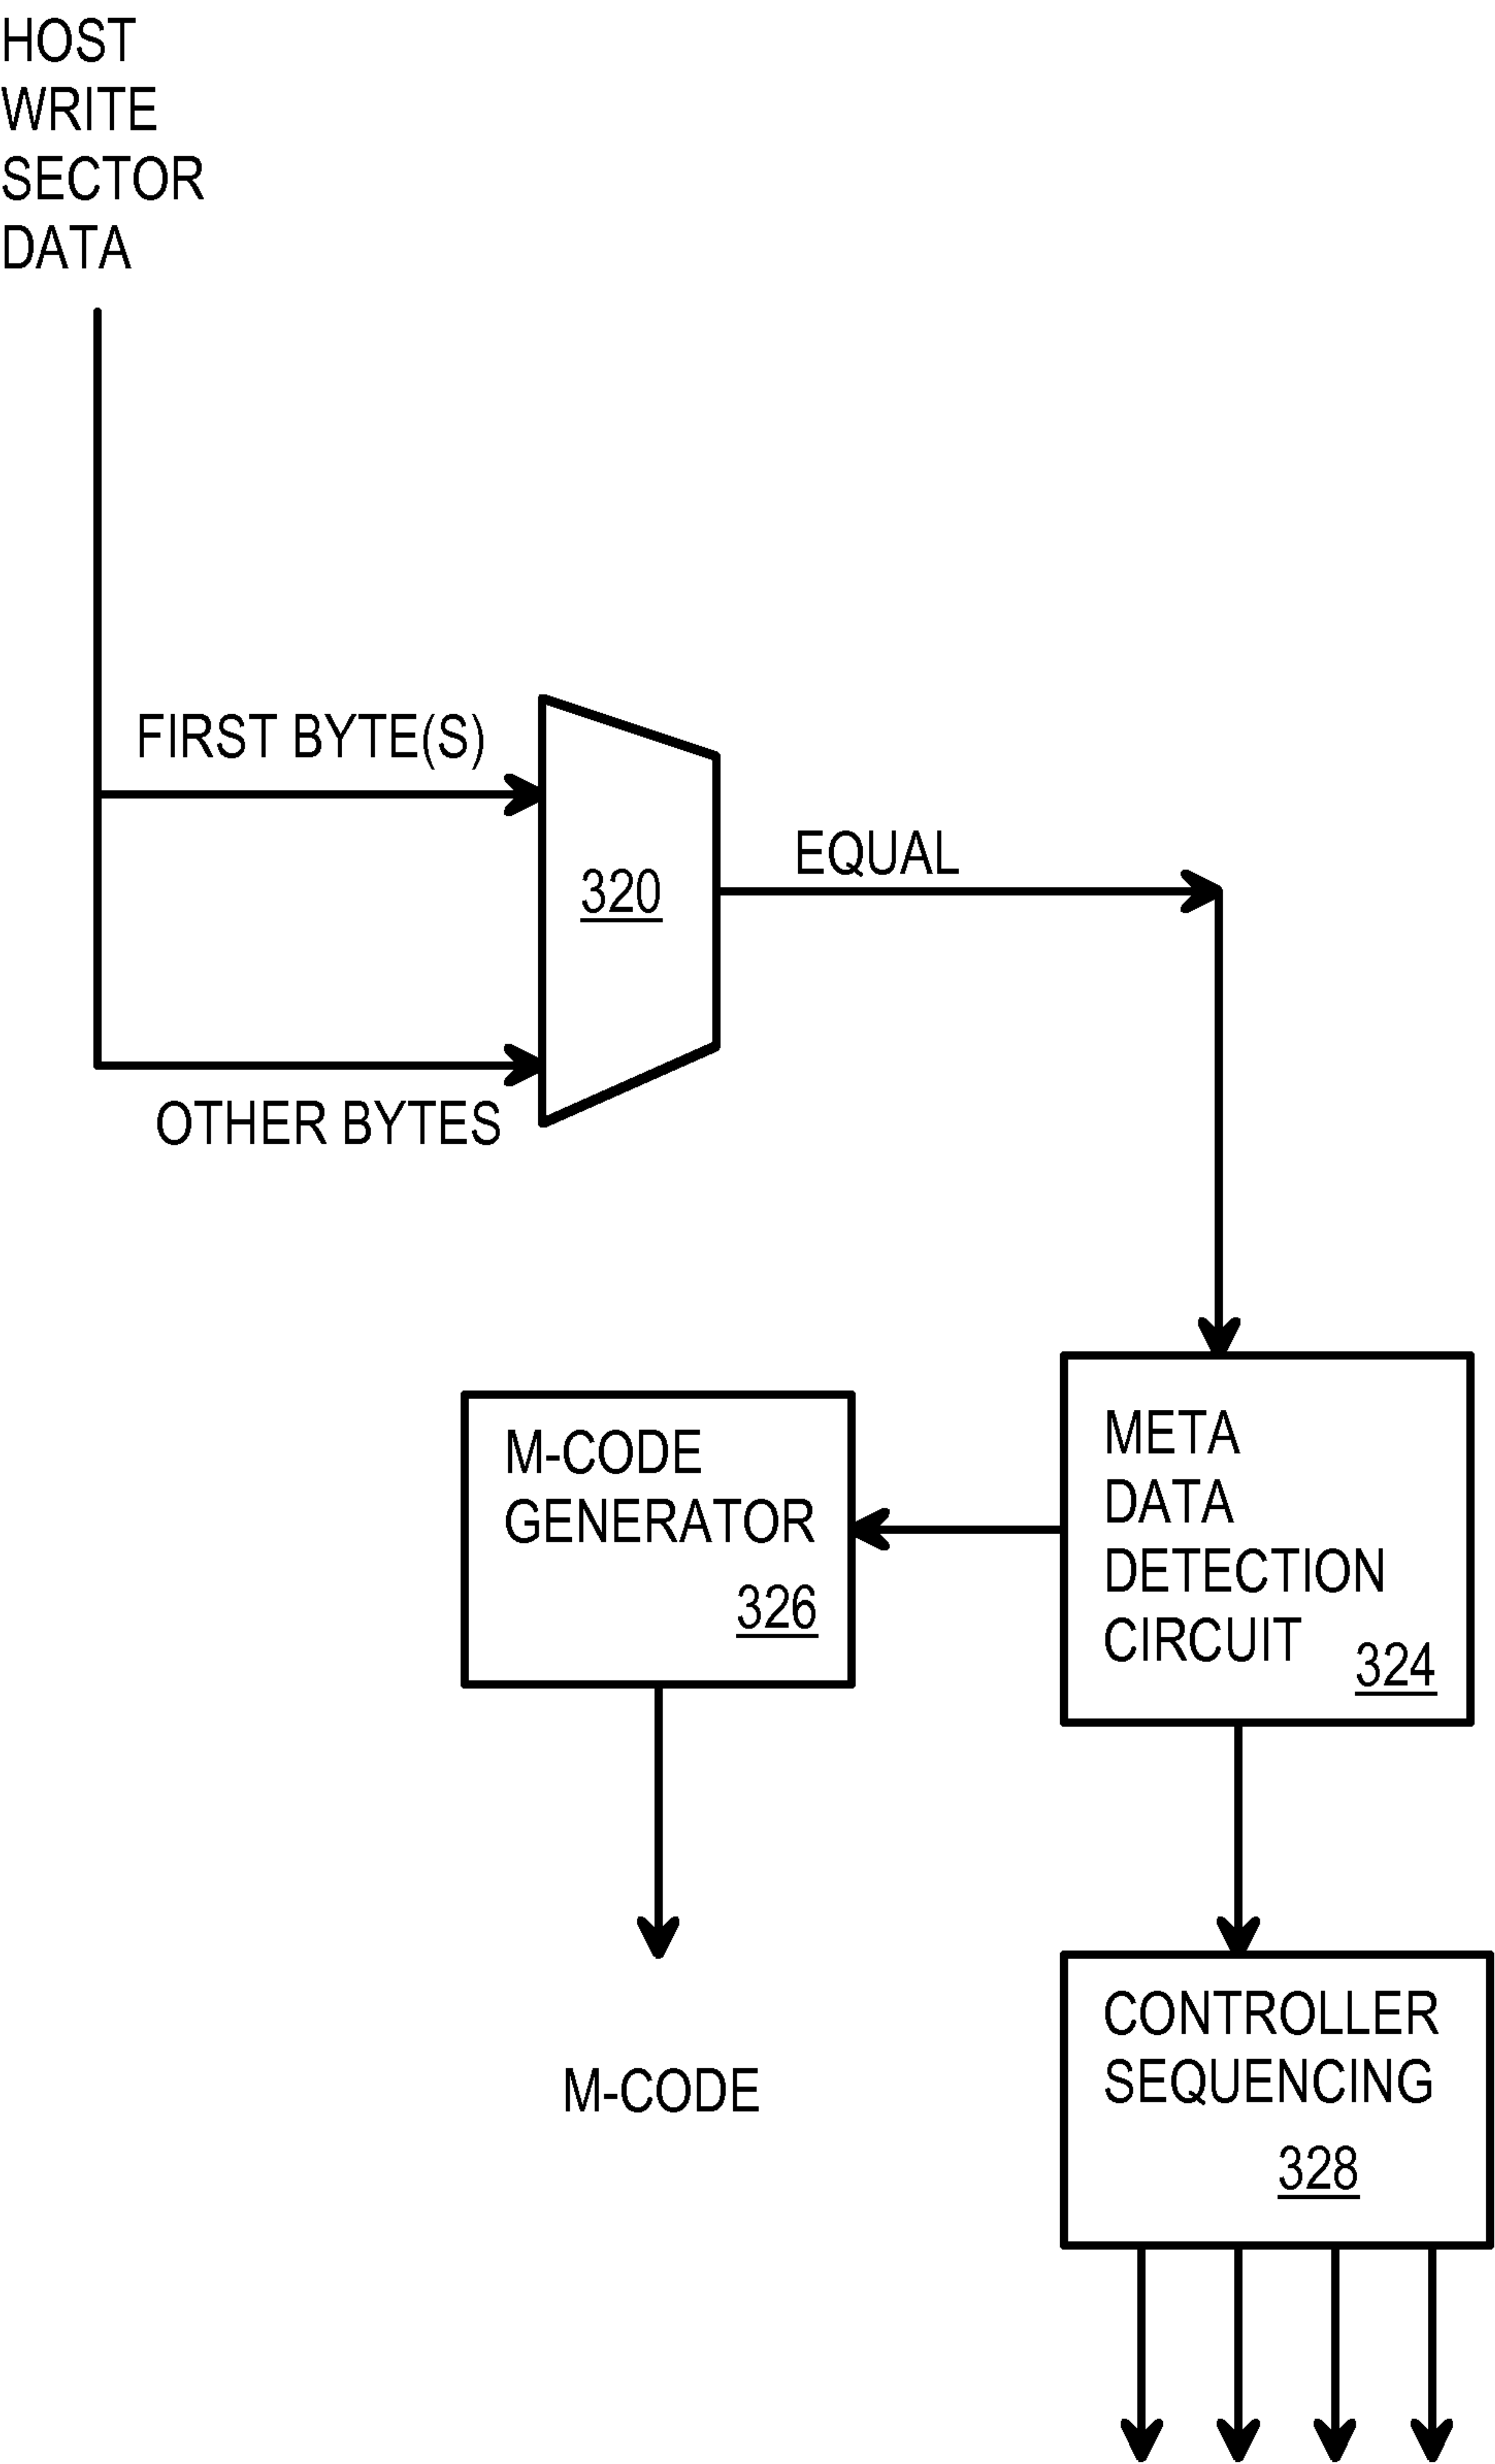 HOST
WRITE
SECTOR
DATA
FIRST BYTE(S)
320
EQUAL
OTHER BYTES
M-CODE
GENERATOR
326
META
DATA
DETECTION
CIRCUIT
324
M-CODE
CONTROLLER
SEQUENCING
328